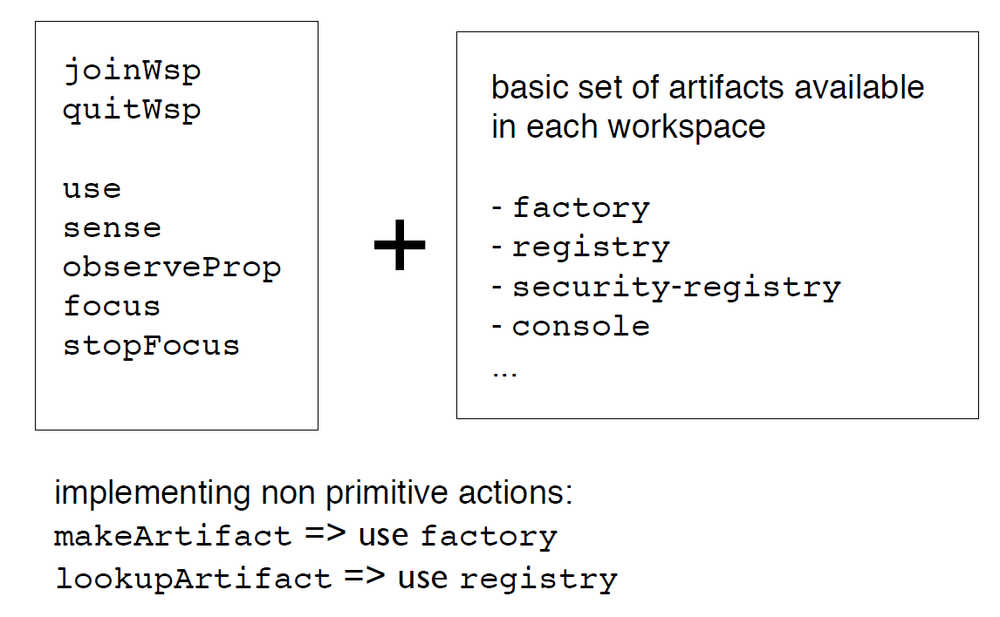 joinWsp
quitWsp
use
sense
observeProp
focus
stopFocus
+
basic set of artifacts available
in each workspace
- factory
- registry
- security-registry
- console
...
implementing non primitive actions:
makeArtifact => use factory
lookupArtifact => use registry